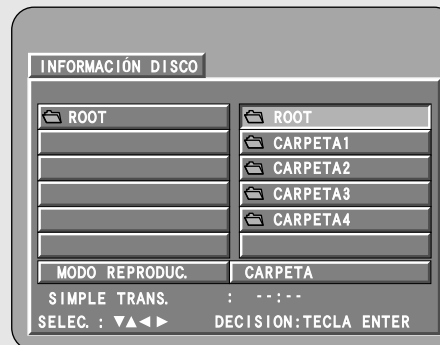 INFORMACIÓN DISCO
ROOT ROOT
CARPETA1
CARPETA2
CARPETA3
CARPETA4
MODO REPRODUC. CARPETA
SIMPLE TRANS. : --:--
SELEC. : ▼▲◀ ▶ DECISION:TECLA ENTER